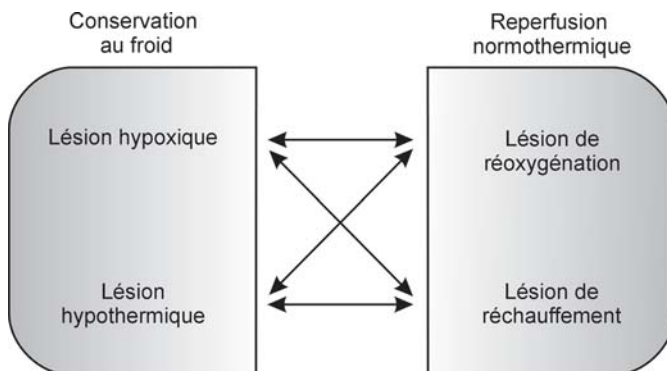 Conservation
au froid
Reperfusion
normothermique
Lésion hypoxique
Lésion de
réoxygénation
Lésion
hypothermique
Lésion de
réchauffement